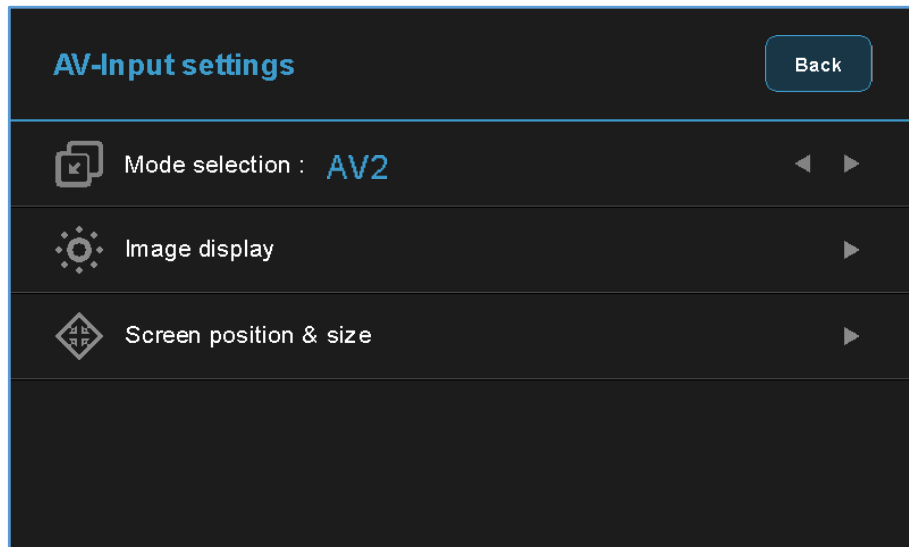 AV-Input settings
Back
Mode selection : AV2
Image display
Screen position & size